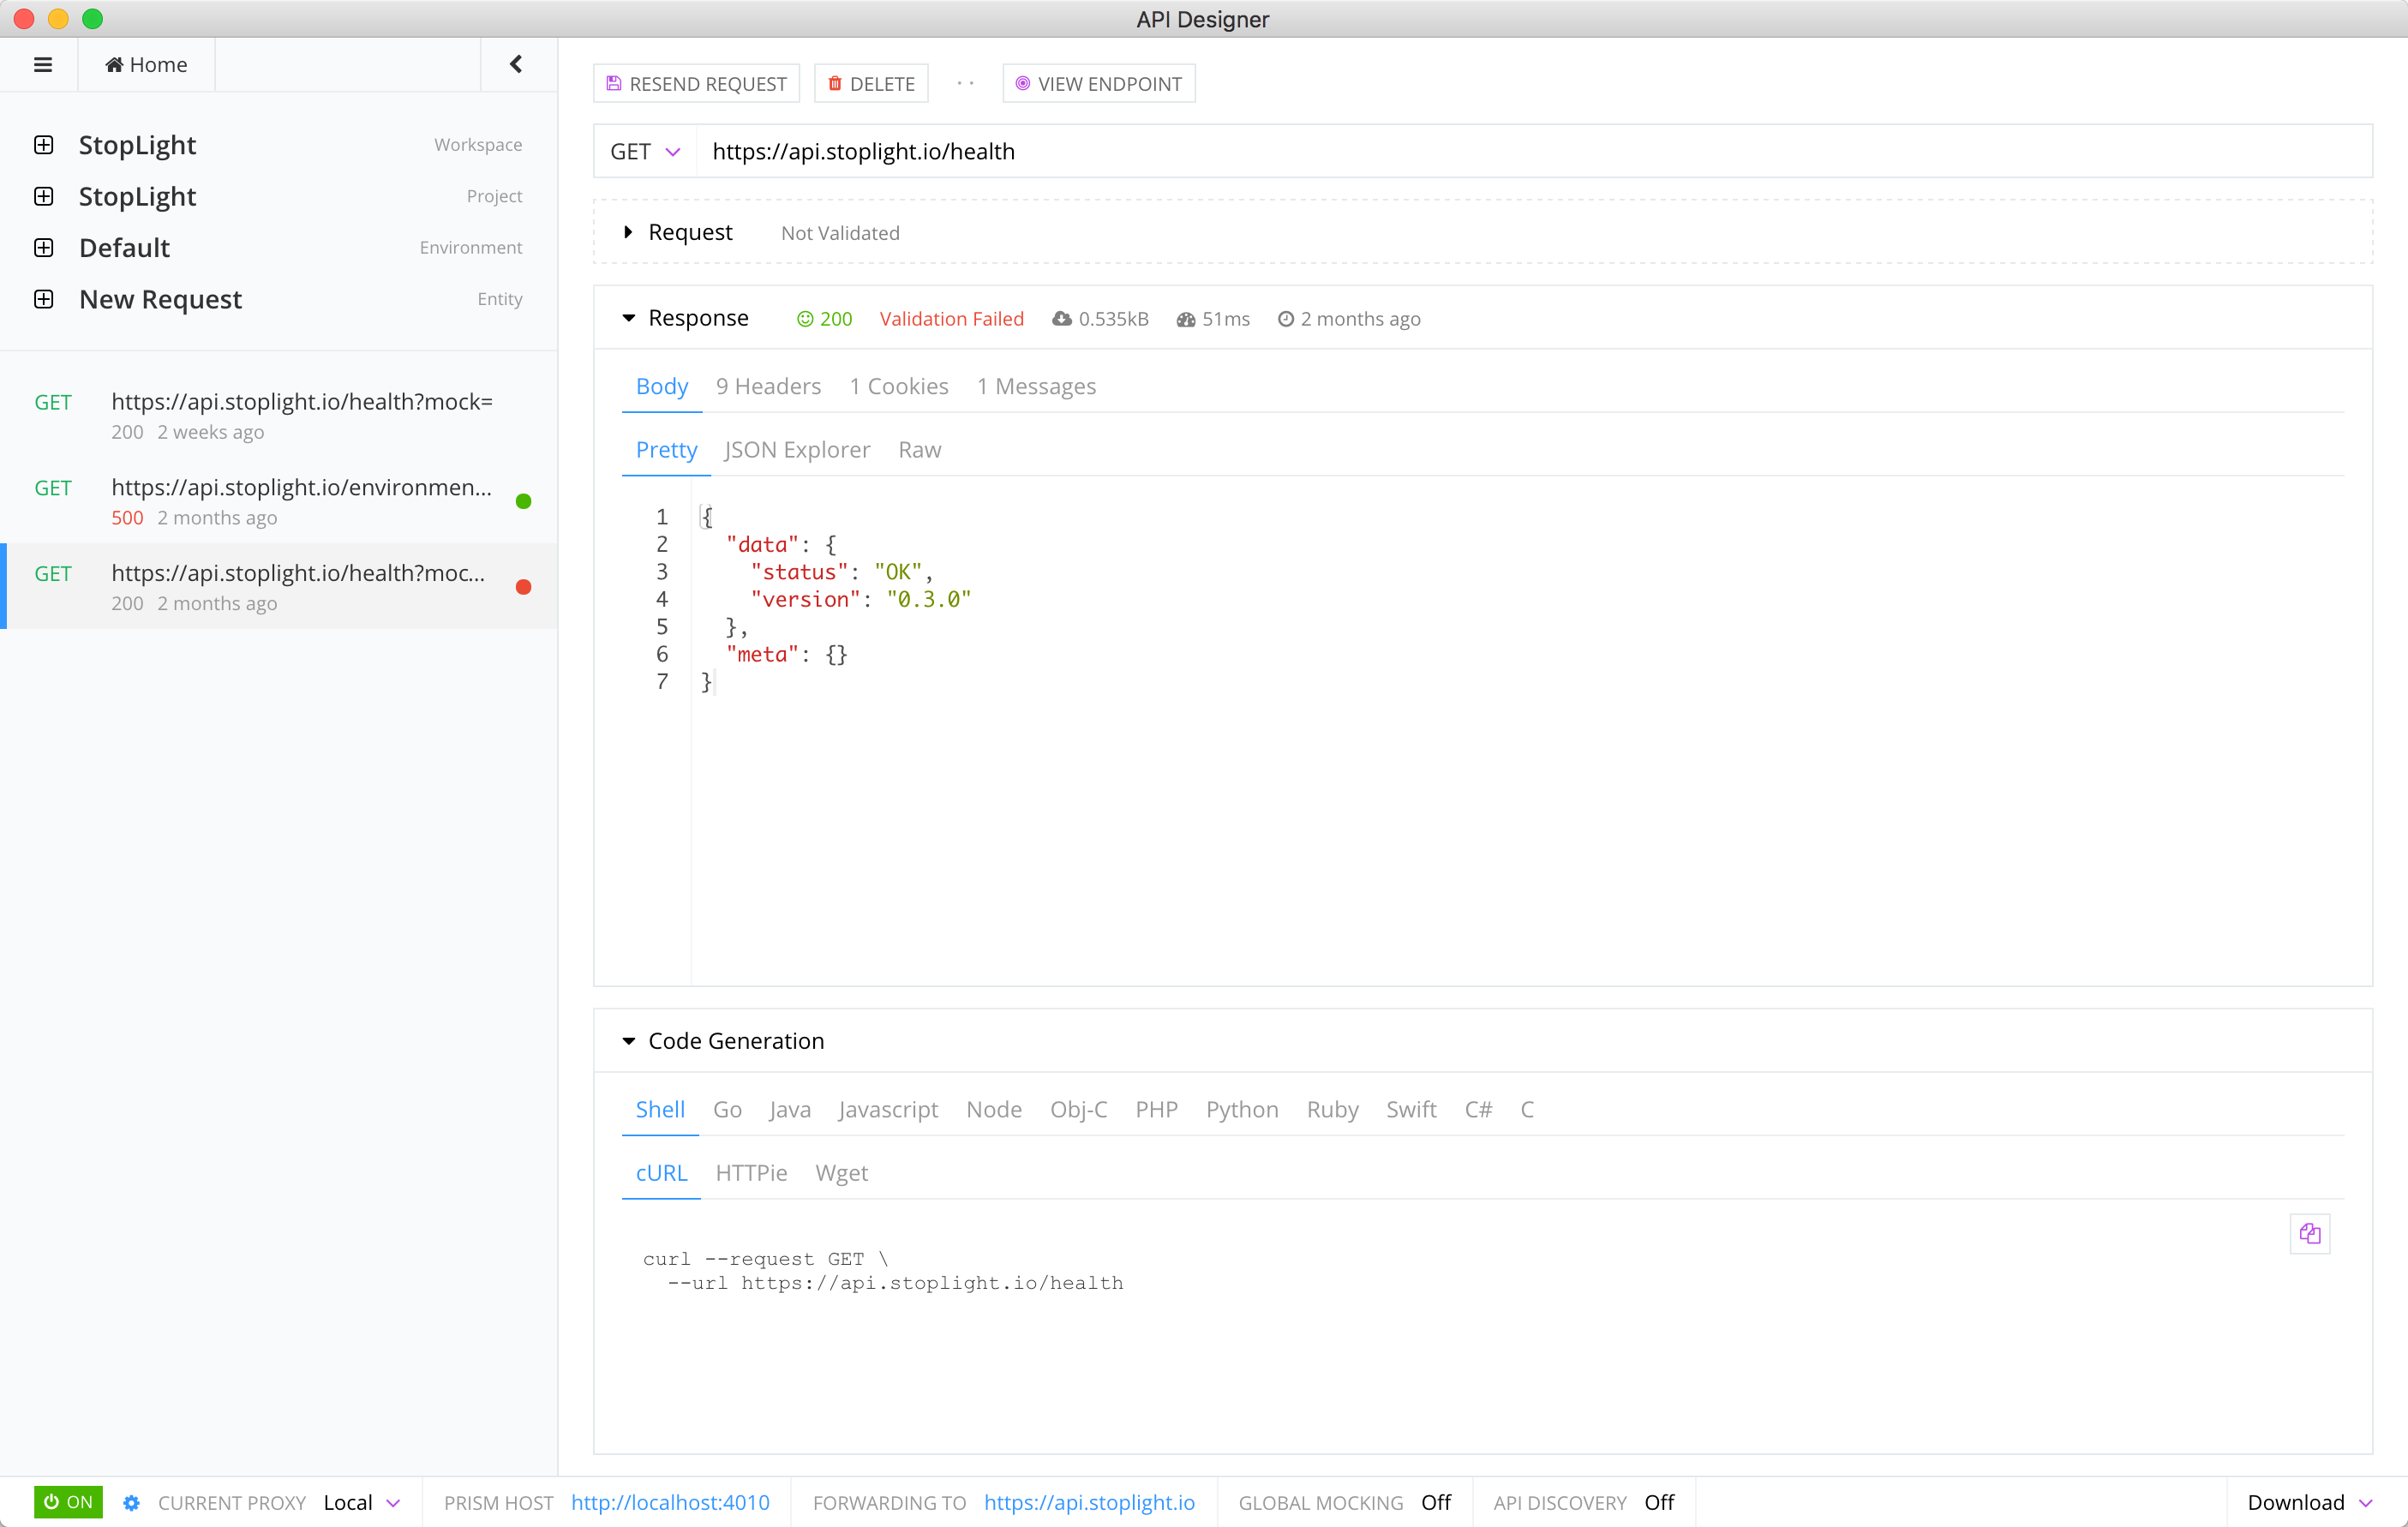 API Designer
Home
StopLight Workspace
StopLight Project
Default Environment
New Request Entity
GET https://api.stoplight.io/health?mock=
200 2 weeks ago
GET https://api.stoplight.io/environmen...
500 2 months ago
GET https://api.stoplight.io/health?moc...
200 2 months ago
RESEND REQUEST DELETE VIEW ENDPOINT
GET https://api.stoplight.io/health
Request Not Validated
Response 200 Validation Failed 0.535kB 51ms 2 months ago
Body 9 Headers 1 Cookies 1 Messages
Pretty JSON Explorer Raw
1 {
2   "data": {
3     "status": "OK",
4     "version": "0.3.0"
5   },
6   "meta": {}
7 }
Code Generation
Shell Go Java Javascript Node Obj-C PHP Python Ruby Swift C# C
cURL HTTPie Wget
curl --request GET \
  --url https://api.stoplight.io/health
ON CURRENT PROXY Local PRISM HOST http://localhost:4010 FORWARDING TO https://api.stoplight.io GLOBAL MOCKING Off API DISCOVERY Off Download